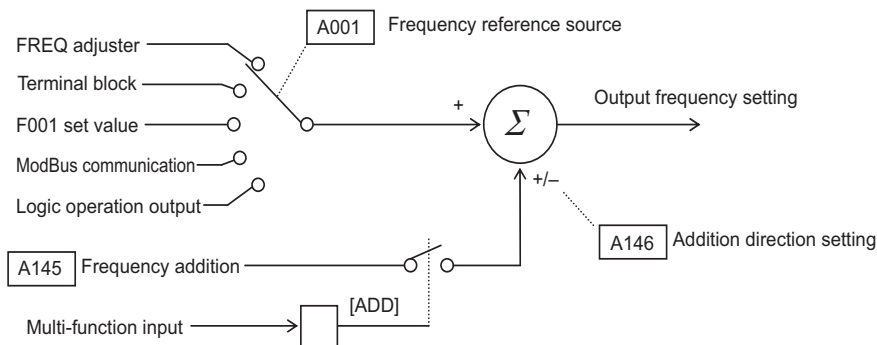 A001 Frequency reference source
FREQ adjuster
Terminal block
F001 set value
ModBus communication
Logic operation output
+
Σ
Output frequency setting
+/–
A146 Addition direction setting
A145 Frequency addition
[ADD]
Multi-function input